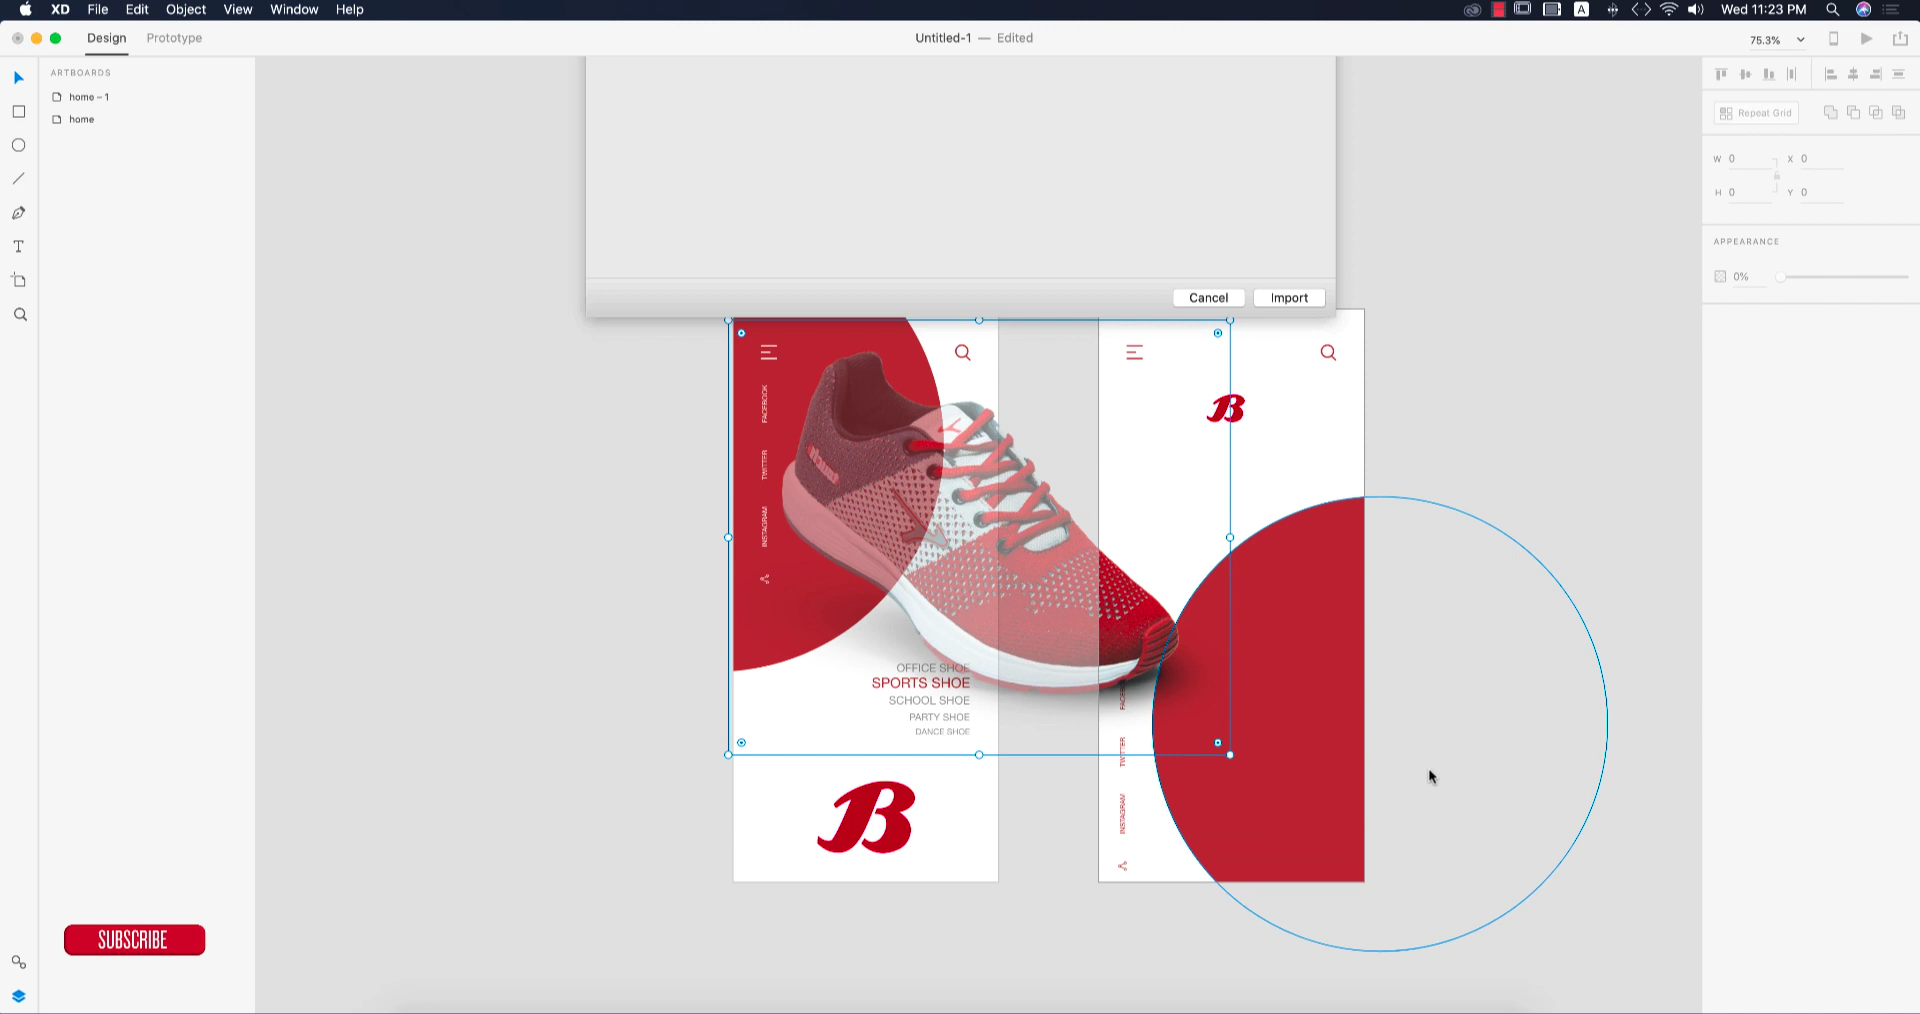 XD File Edit Object View Window Help
A
Wed 11:23 PM
Design Prototype
Untitled-1 — Edited
75.3%
ARTBOARDS
home – 1
home
Repeat Grid
W 0 X 0
H 0 Y 0
APPEARANCE
0%
Cancel Import
FACEBOOK
TWITTER
INSTAGRAM
B
OFFICE SHOE
SPORTS SHOE
SCHOOL SHOE
PARTY SHOE
DANCE SHOE
B
TWITTER
INSTAGRAM
SUBSCRIBE